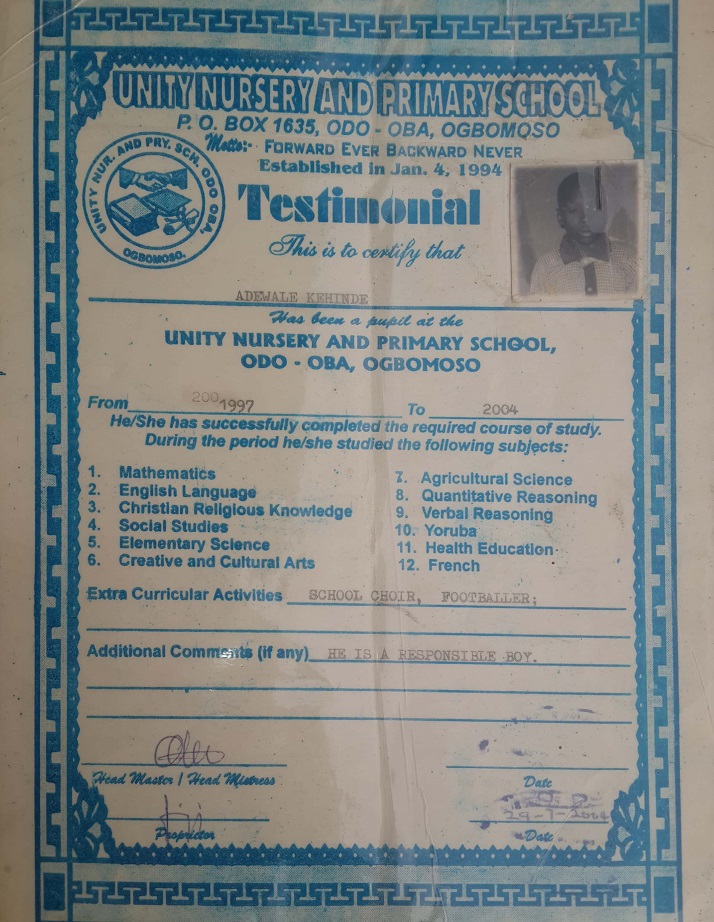 UNITY NURSERY AND PRIMARY SCHOOL
P. O. BOX 1635, ODO - OBA, OGBOMOSO
Motto:- FORWARD EVER BACKWARD NEVER
Established in Jan. 4, 1994
UNITY NUR. AND PRY. SCH. ODO OBA,
OGBOMOSO.
Testimonial
This is to certify that
ADEWALE KEHINDE
Has been a pupil at the
UNITY NURSERY AND PRIMARY SCHOOL,
ODO - OBA, OGBOMOSO
From 200 1997 To 2004
He/She has successfully completed the required course of study.
During the period he/she studied the following subjects:
1. Mathematics
2. English Language
3. Christian Religious Knowledge
4. Social Studies
5. Elementary Science
6. Creative and Cultural Arts
7. Agricultural Science
8. Quantitative Reasoning
9. Verbal Reasoning
10. Yoruba
11. Health Education
12. French
Extra Curricular Activities SCHOOL CHOIR, FOOTBALLER;
Additional Comments (if any) HE IS A RESPONSIBLE BOY.
Head Master / Head Mistress
Date
29-7-2004
Proprietor
Date